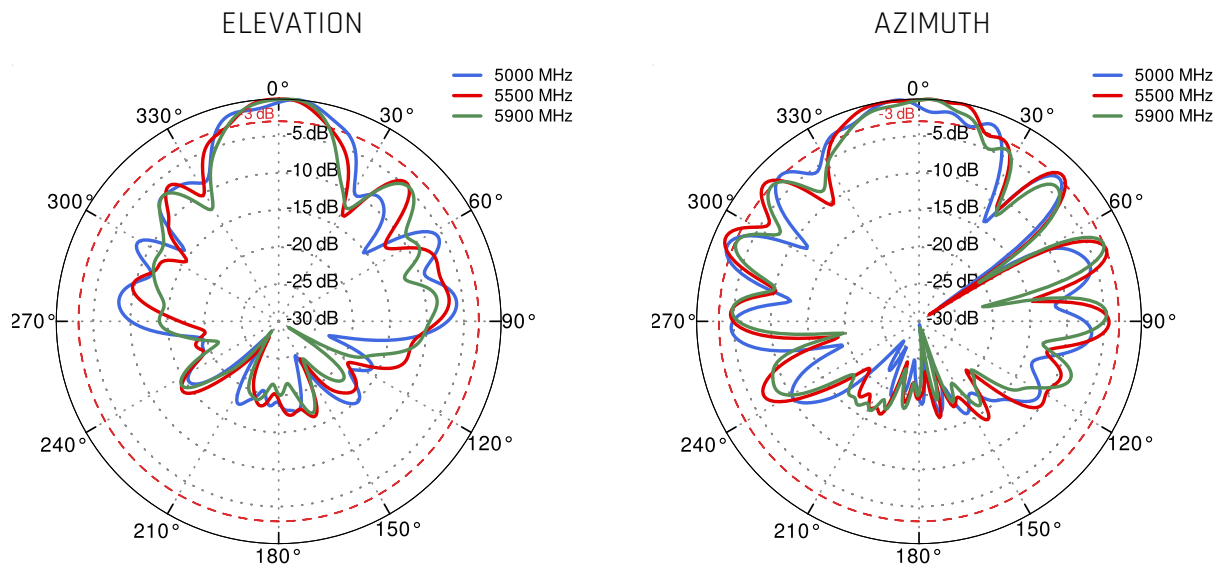 ELEVATION
AZIMUTH
5000 MHz
5500 MHz
5900 MHz
0°
30°
60°
90°
120°
150°
180°
210°
240°
270°
300°
330°
-3 dB
-5 dB
-10 dB
-15 dB
-20 dB
-25 dB
-30 dB
5000 MHz
5500 MHz
5900 MHz
0°
30°
60°
90°
120°
150°
180°
210°
240°
270°
300°
330°
-3 dB
-5 dB
-10 dB
-15 dB
-20 dB
-25 dB
-30 dB